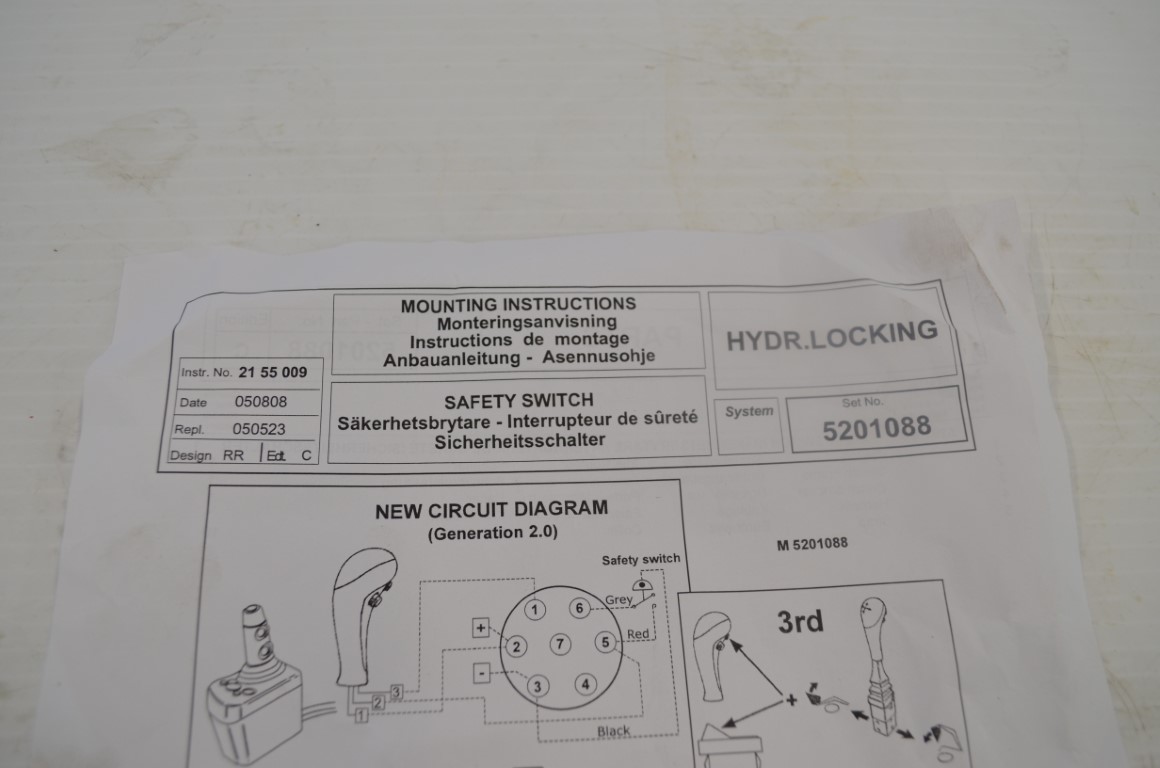 MOUNTING INSTRUCTIONS
Monteringsanvisning
Instructions de montage
Anbauanleitung - Asennusohje
HYDR.LOCKING
Instr. No. 21 55 009
Date 050808
Repl. 050523
Design RR Edt. C
SAFETY SWITCH
Säkerhetsbrytare - Interrupteur de sûreté
Sicherheitsschalter
System
Set No.
5201088
NEW CIRCUIT DIAGRAM
(Generation 2.0)
M 5201088
Safety switch
Grey
Red
Black
1
6
2
7
5
3
4
+
-
3
2
1
3rd
+